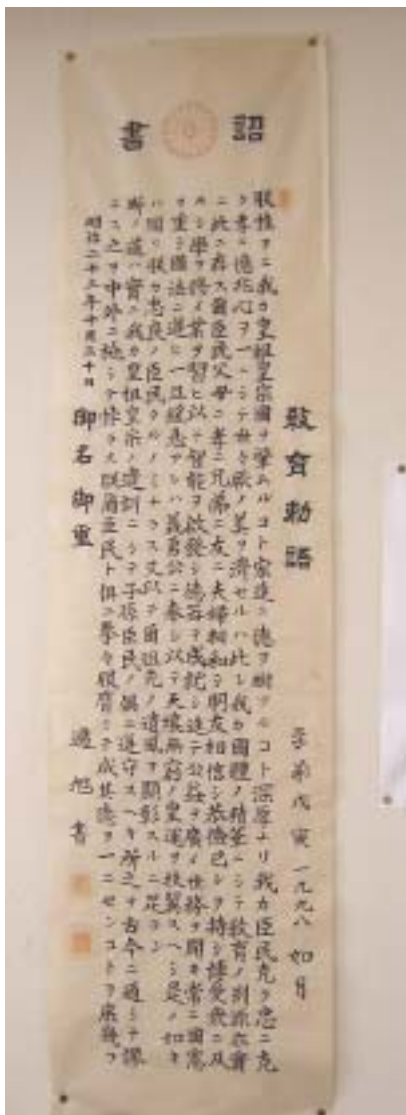 詔書
教育勅語
戊寅 一九九八 如月
朕惟フニ我カ皇祖皇宗國ヲ肇ムルコト宏遠ニ德ヲ樹ツルコト深厚ナリ我カ臣民克ク忠ニ克
ク孝ニ億兆心ヲ一ニシテ世々厥ノ美ヲ濟セルハ此レ我カ國體ノ精華ニシテ教育ノ淵源亦實
ニ此ニ存ス爾臣民父母ニ孝ニ兄弟ニ友ニ夫婦相和シ朋友相信シ恭儉己レヲ持シ博愛衆ニ及
ホシ學ヲ修メ業ヲ習ヒ以テ智能ヲ啓發シ德器ヲ成就シ進テ公益ヲ廣メ世務ヲ開キ常ニ國憲
ヲ重シ國法ニ遵ヒ一旦緩急アレハ義勇公ニ奉シ以テ天壤無窮ノ皇運ヲ扶翼スヘシ是ノ如キ
ハ獨リ朕カ忠良ノ臣民タルノミナラス又以テ爾祖先ノ遺風ヲ顯彰スルニ足ラン
斯ノ道ハ實ニ我カ皇祖皇宗ノ遺訓ニシテ子孫臣民ノ俱ニ遵守スヘキ所之ヲ古今ニ通シテ謬
ラス之ヲ中外ニ施シテ悖ラス朕爾臣民ト俱ニ拳々服膺シテ咸其德ヲ一ニセンコトヲ庶幾フ
明治二十三年十月三十日
御名 御璽
旭書